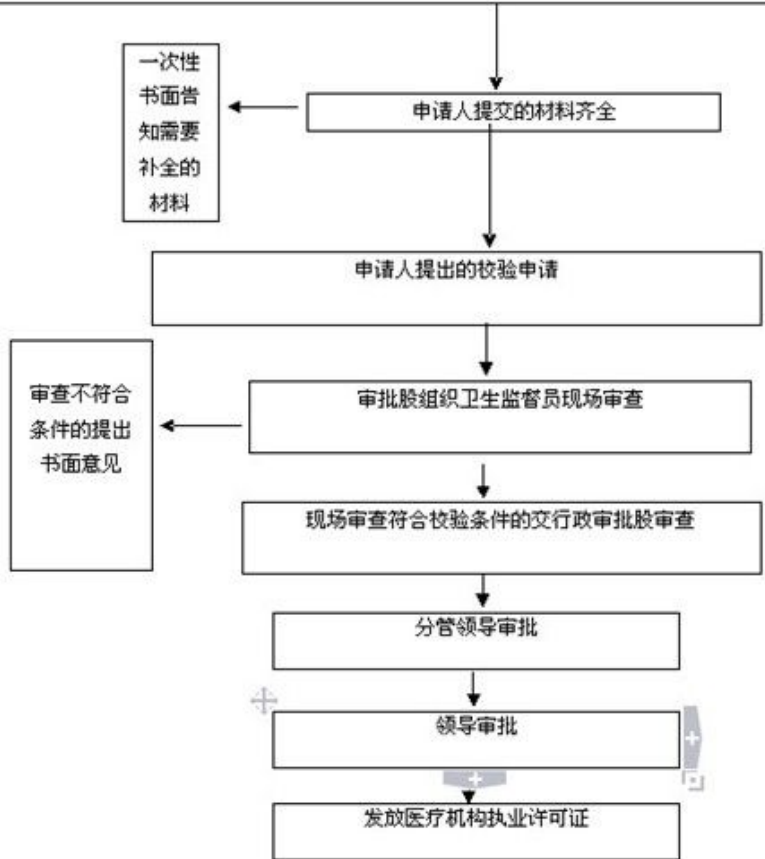 一次性
书面告
知需要
补全的
材料
申请人提交的材料齐全
申请人提出的校验申请
审查不符合
条件的提出
书面意见
审批股组织卫生监督员现场审查
现场审查符合校验条件的交行政审批股审查
分管领导审批
领导审批
发放医疗机构执业许可证